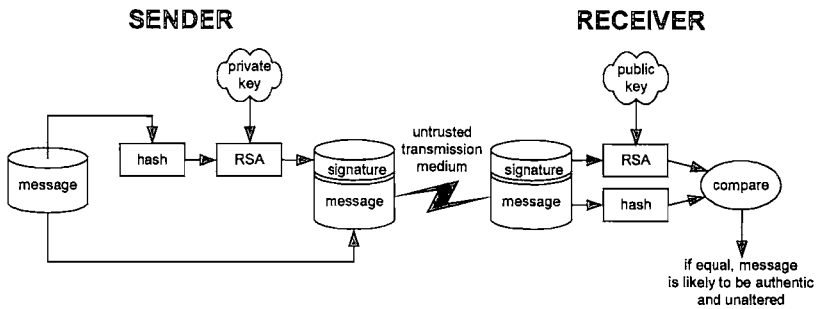 SENDER
RECEIVER
private
key
public
key
message
hash
RSA
signature
message
untrusted
transmission
medium
signature
message
RSA
hash
compare
if equal, message
is likely to be authentic
and unaltered